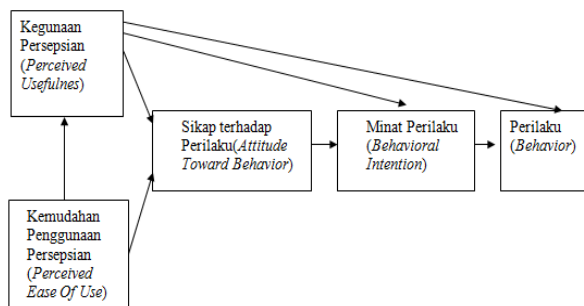 Kegunaan
Persepsian
(Perceived
Usefulnes)
Sikap terhadap
Perilaku(Attitude
Toward Behavior)
Minat Perilaku
(Behavioral
Intention)
Perilaku
(Behavior)
Kemudahan
Penggunaan
Persepsian
(Perceived
Ease Of Use)